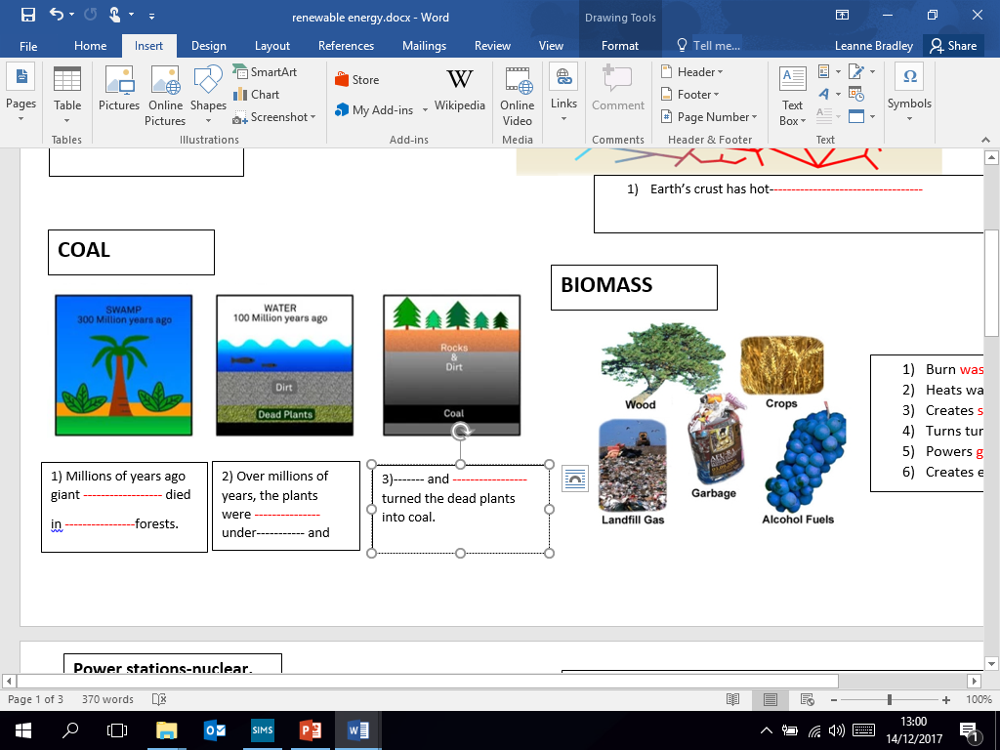 renewable energy.docx - Word
Drawing Tools
File
Home
Insert
Design
Layout
References
Mailings
Review
View
Format
Tell me...
Leanne Bradley
Share
Pages
Table
Tables
Pictures
Online Pictures
Shapes
SmartArt
Chart
Screenshot
Illustrations
Store
My Add-ins
Wikipedia
Add-ins
Online Video
Media
Links
Comment
Comments
Header
Footer
Page Number
Header & Footer
Text Box
Text
Symbols
1) Earth's crust has hot-----------------------------------
COAL
BIOMASS
SWAMP
300 Million years ago
WATER
100 Million years ago
Dirt
Dead Plants
Rocks
&
Dirt
Coal
1) Millions of years ago
giant ------------------ died
in ----------------forests.
2) Over millions of
years, the plants
were ---------------
under----------- and
3)------- and -----------------
turned the dead plants
into coal.
Wood
Crops
Garbage
Landfill Gas
Alcohol Fuels
1) Burn was
2) Heats wa
3) Creates s
4) Turns tur
5) Powers g
6) Creates e
Power stations-nuclear,
Page 1 of 3
370 words
100%
SIMS
13:00
14/12/2017
1